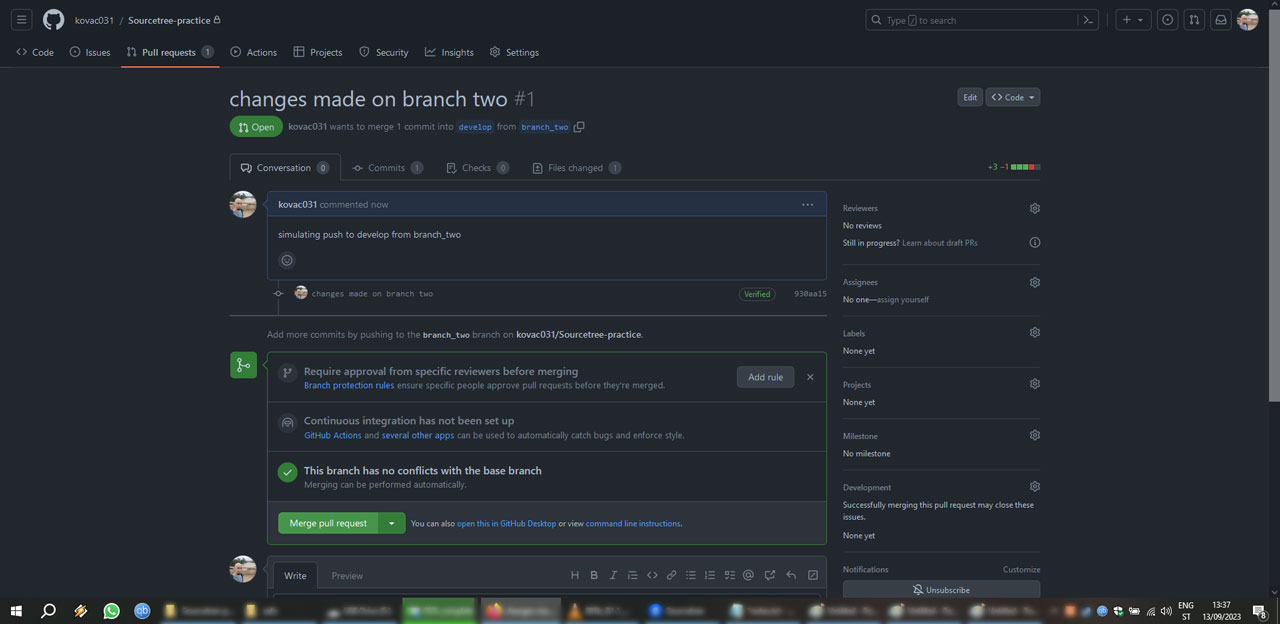 kovac031 / Sourcetree-practice
Type / to search
Code
Issues
Pull requests 1
Actions
Projects
Security
Insights
Settings
changes made on branch two #1
Edit
Code
Open
kovac031 wants to merge 1 commit into develop from branch_two
Conversation 0
Commits 1
Checks 0
Files changed 1
+3 −1
kovac031 commented now
simulating push to develop from branch_two
changes made on branch two
Verified
930aa15
Add more commits by pushing to the branch_two branch on kovac031/Sourcetree-practice.
Require approval from specific reviewers before merging
Branch protection rules ensure specific people approve pull requests before they're merged.
Add rule
Continuous integration has not been set up
GitHub Actions and several other apps can be used to automatically catch bugs and enforce style.
This branch has no conflicts with the base branch
Merging can be performed automatically.
Merge pull request
You can also open this in GitHub Desktop or view command line instructions.
Write
Preview
Reviewers
No reviews
Still in progress? Learn about draft PRs
Assignees
No one—assign yourself
Labels
None yet
Projects
None yet
Milestone
No milestone
Development
Successfully merging this pull request may close these
issues.
None yet
Notifications
Customize
Unsubscribe
ENG
ST
13:37
13/09/2023
8